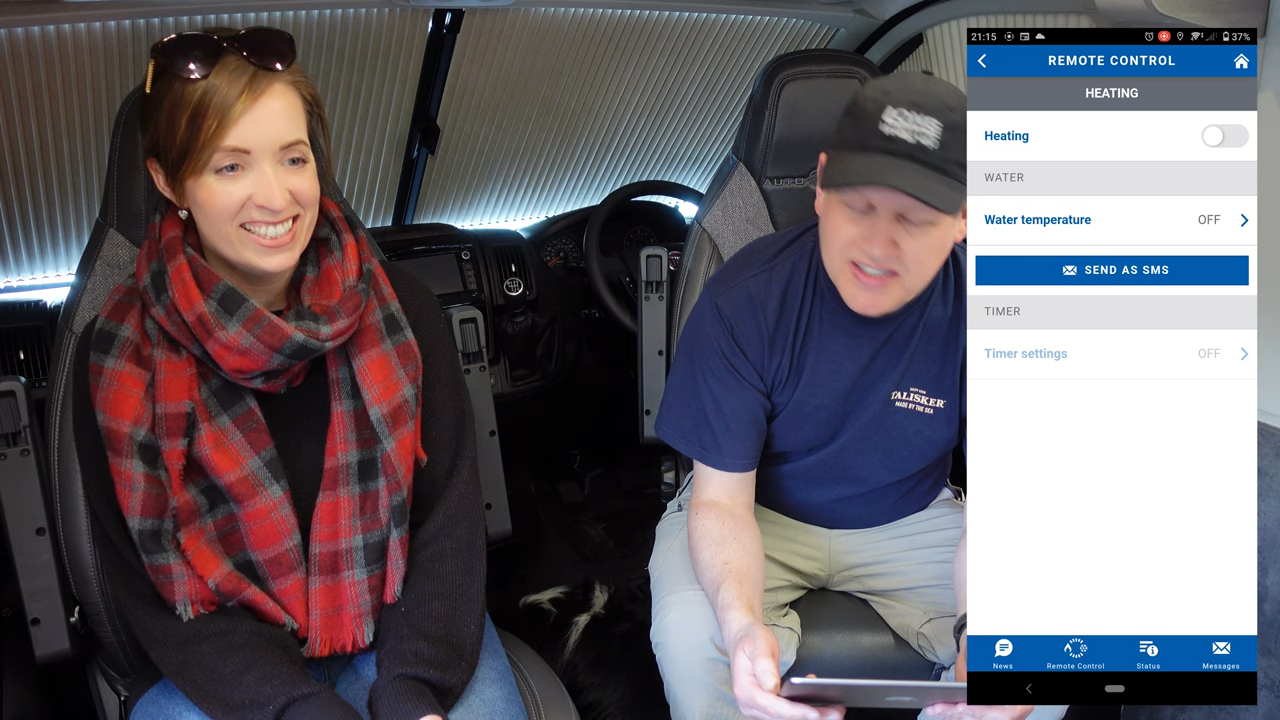 21:15
37%
REMOTE CONTROL
HEATING
Heating
WATER
Water temperature OFF
SEND AS SMS
TIMER
Timer settings OFF
News Remote Control Status Messages
AUTO
TALISKER
MADE BY THE SEA